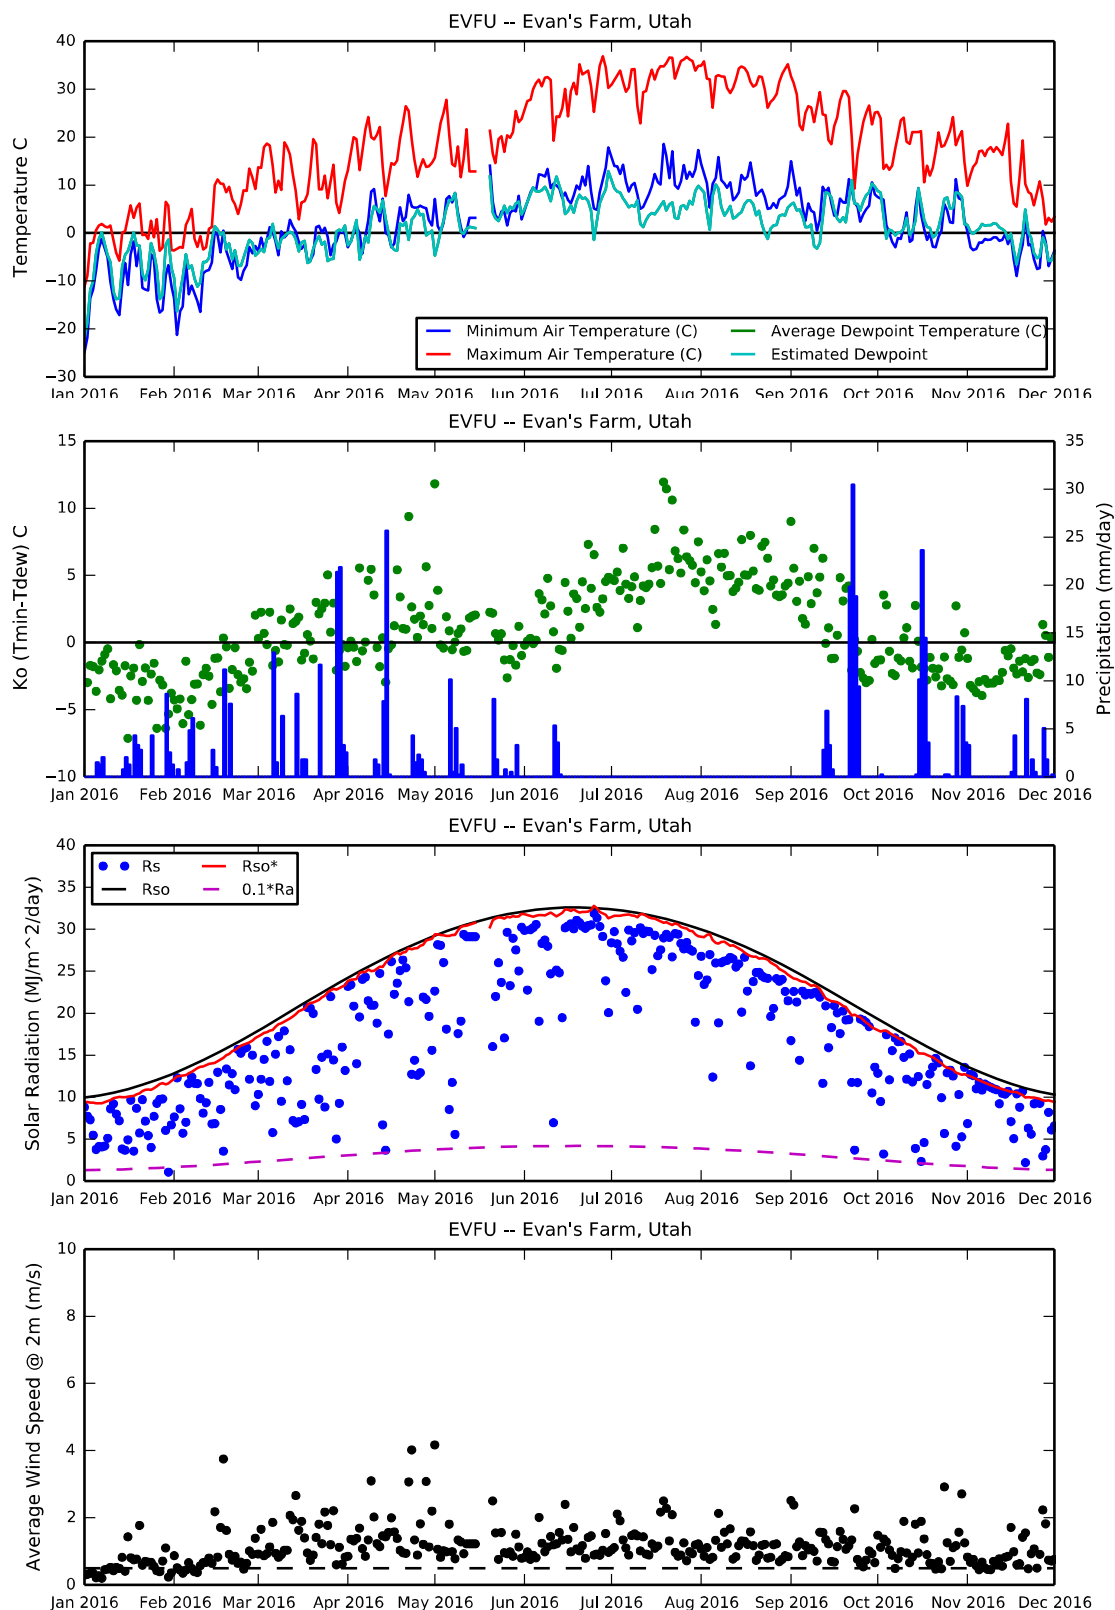 EVFU -- Evan's Farm, Utah
40
30
20
10
0
−10
−20
−30
Temperature C
Minimum Air Temperature (C)
Maximum Air Temperature (C)
Average Dewpoint Temperature (C)
Estimated Dewpoint
Jan 2016 Feb 2016 Mar 2016 Apr 2016 May 2016 Jun 2016 Jul 2016 Aug 2016 Sep 2016 Oct 2016 Nov 2016 Dec 2016
EVFU -- Evan's Farm, Utah
15
10
5
0
−5
−10
Ko (Tmin-Tdew) C
35
30
25
20
15
10
5
0
Precipitation (mm/day)
Jan 2016 Feb 2016 Mar 2016 Apr 2016 May 2016 Jun 2016 Jul 2016 Aug 2016 Sep 2016 Oct 2016 Nov 2016 Dec 2016
EVFU -- Evan's Farm, Utah
40
35
30
25
20
15
10
5
0
Solar Radiation (MJ/m^2/day)
Rs
Rso
Rso*
0.1*Ra
Jan 2016 Feb 2016 Mar 2016 Apr 2016 May 2016 Jun 2016 Jul 2016 Aug 2016 Sep 2016 Oct 2016 Nov 2016 Dec 2016
EVFU -- Evan's Farm, Utah
10
8
6
4
2
0
Average Wind Speed @ 2m (m/s)
Jan 2016 Feb 2016 Mar 2016 Apr 2016 May 2016 Jun 2016 Jul 2016 Aug 2016 Sep 2016 Oct 2016 Nov 2016 Dec 2016